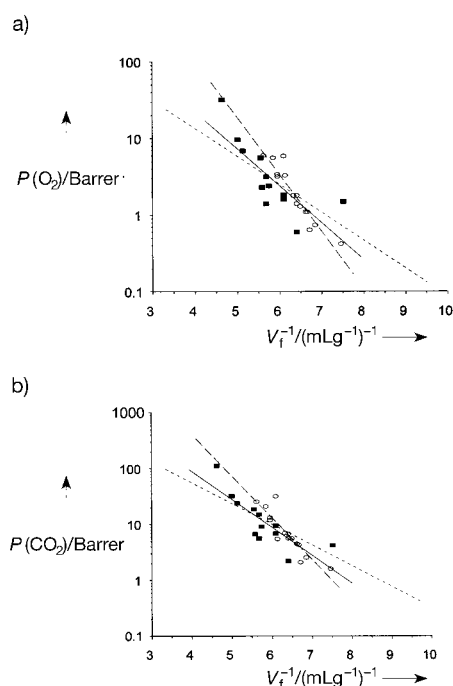 a)
100
10
P(O₂)/Barrer
1
0.1
3 4 5 6 7 8 9 10
V_f⁻¹/(mLg⁻¹)⁻¹
b)
1000
100
10
P(CO₂)/Barrer
1
0.1
3 4 5 6 7 8 9 10
V_f⁻¹/(mLg⁻¹)⁻¹